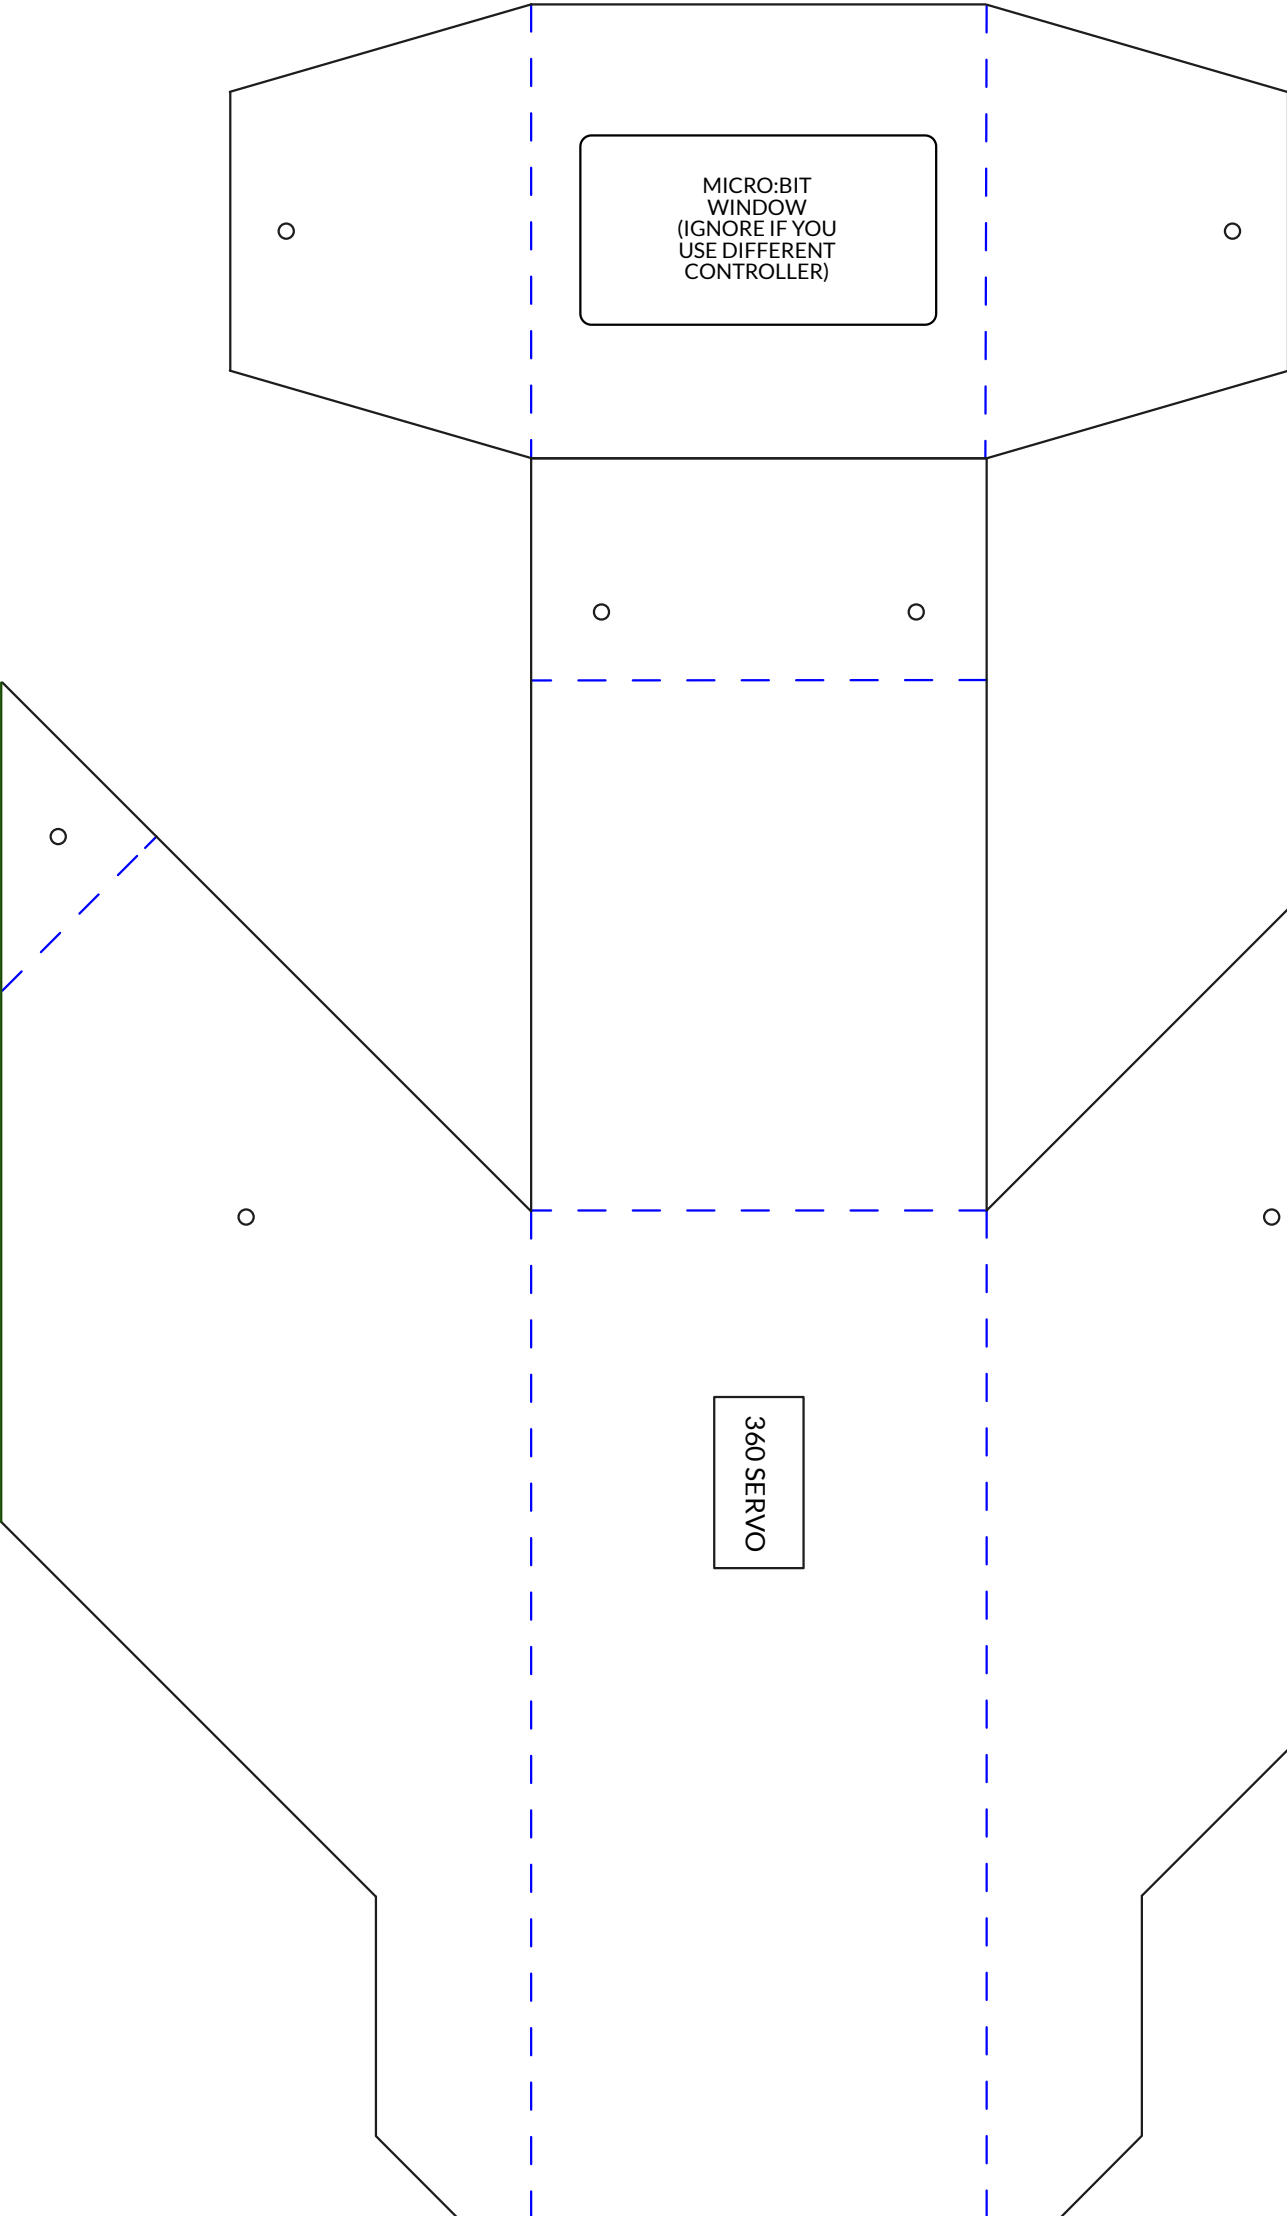 MICRO:BIT
WINDOW
(IGNORE IF YOU
USE DIFFERENT
CONTROLLER)
360 SERVO